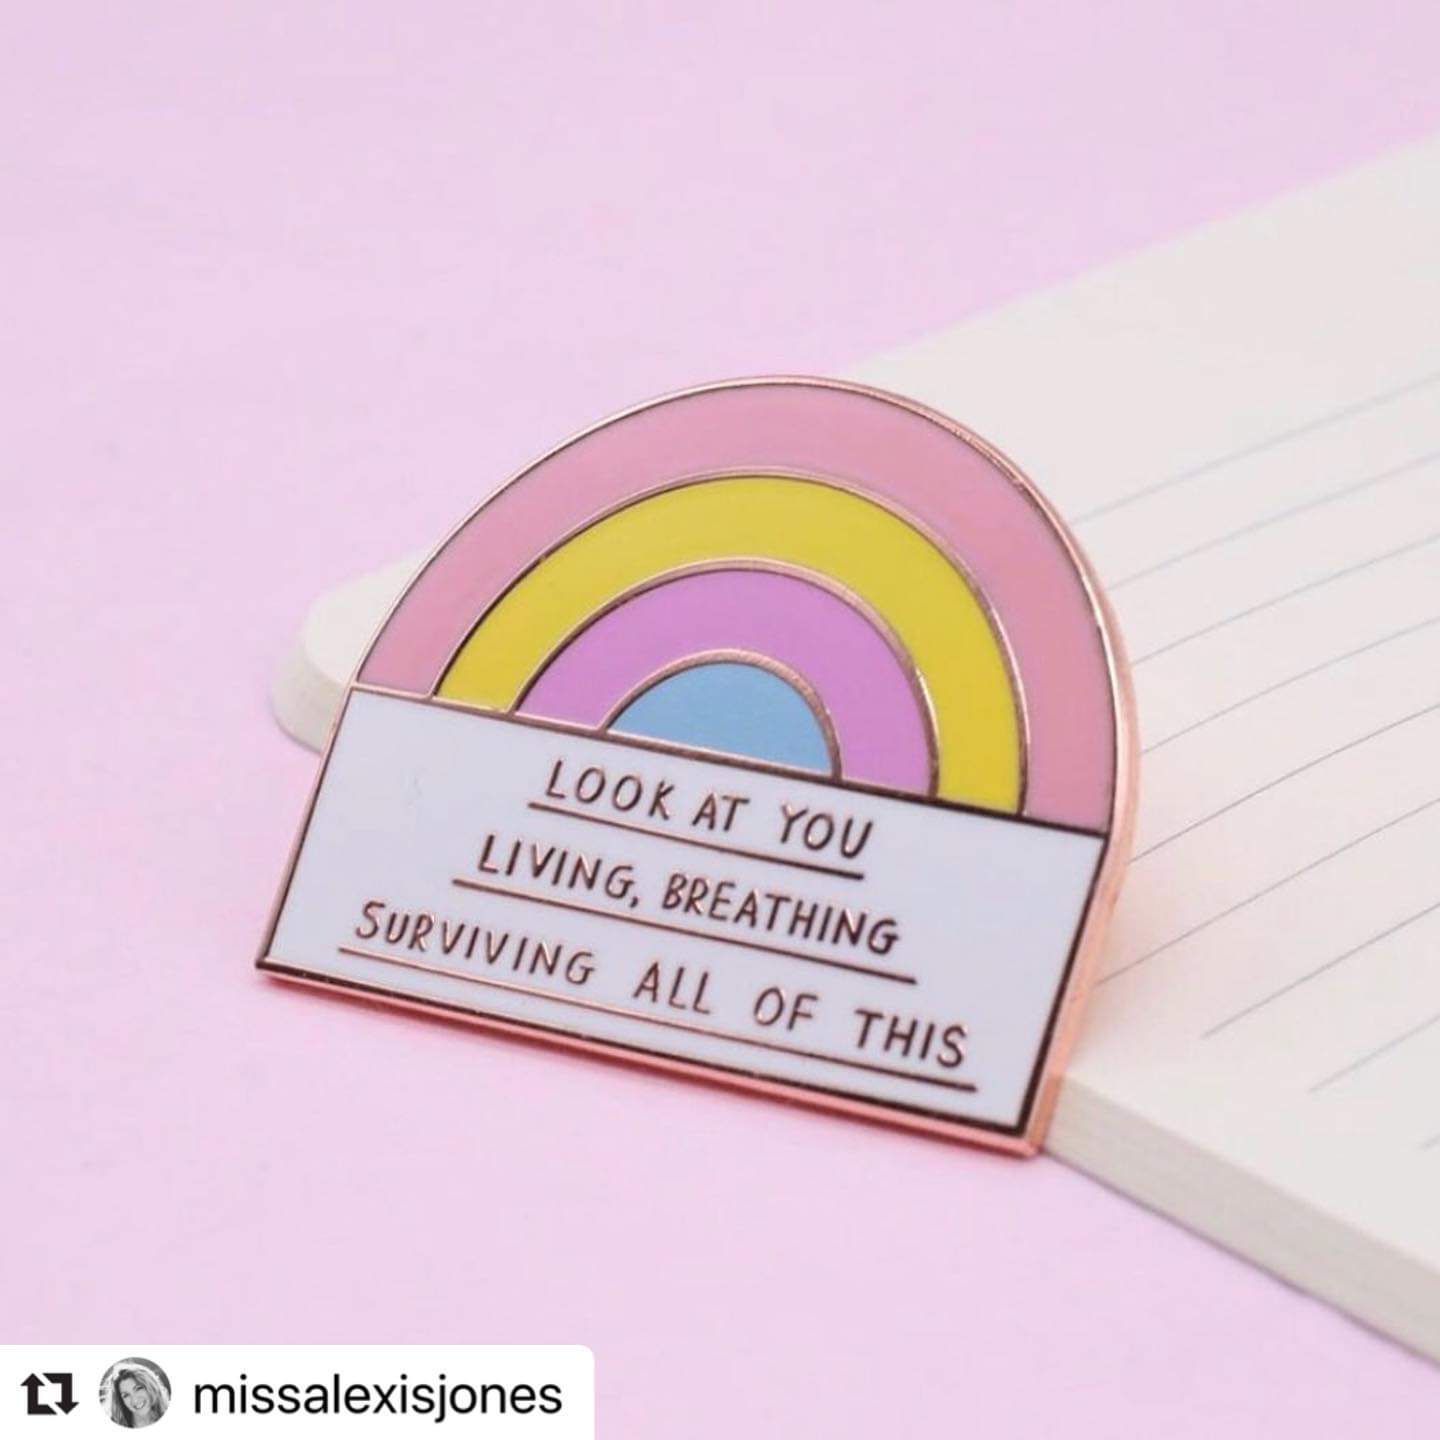 LOOK AT YOU
LIVING, BREATHING
SURVIVING ALL OF THIS
missalexisjones